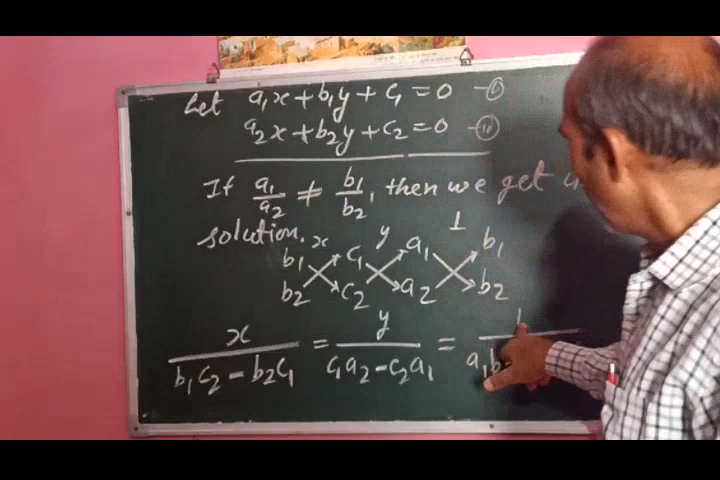 Let a₁x + b₁y + c₁ = 0 —(i)
a₂x + b₂y + c₂ = 0 —(ii)
If a₁/a₂ ≠ b₁/b₂, then we get
solution.
x y 1
b₁ c₁ a₁ b₁
b₂ c₂ a₂ b₂
x/(b₁c₂ - b₂c₁) = y/(c₁a₂ - c₂a₁) = 1/a₁b